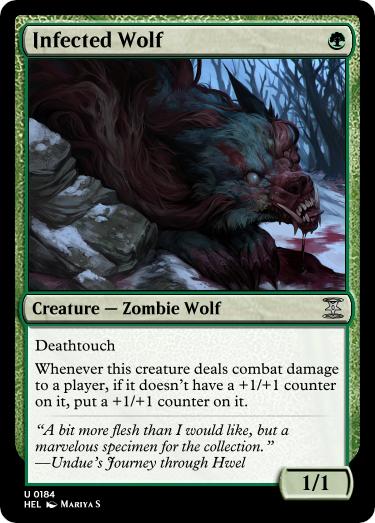 Infected Wolf
Creature — Zombie Wolf
Deathtouch
Whenever this creature deals combat damage
to a player, if it doesn't have a +1/+1 counter
on it, put a +1/+1 counter on it.
“A bit more flesh than I would like, but a
marvelous specimen for the collection.”
—Undue's Journey through Hwel
1/1
U 0184
HEL Mariya S